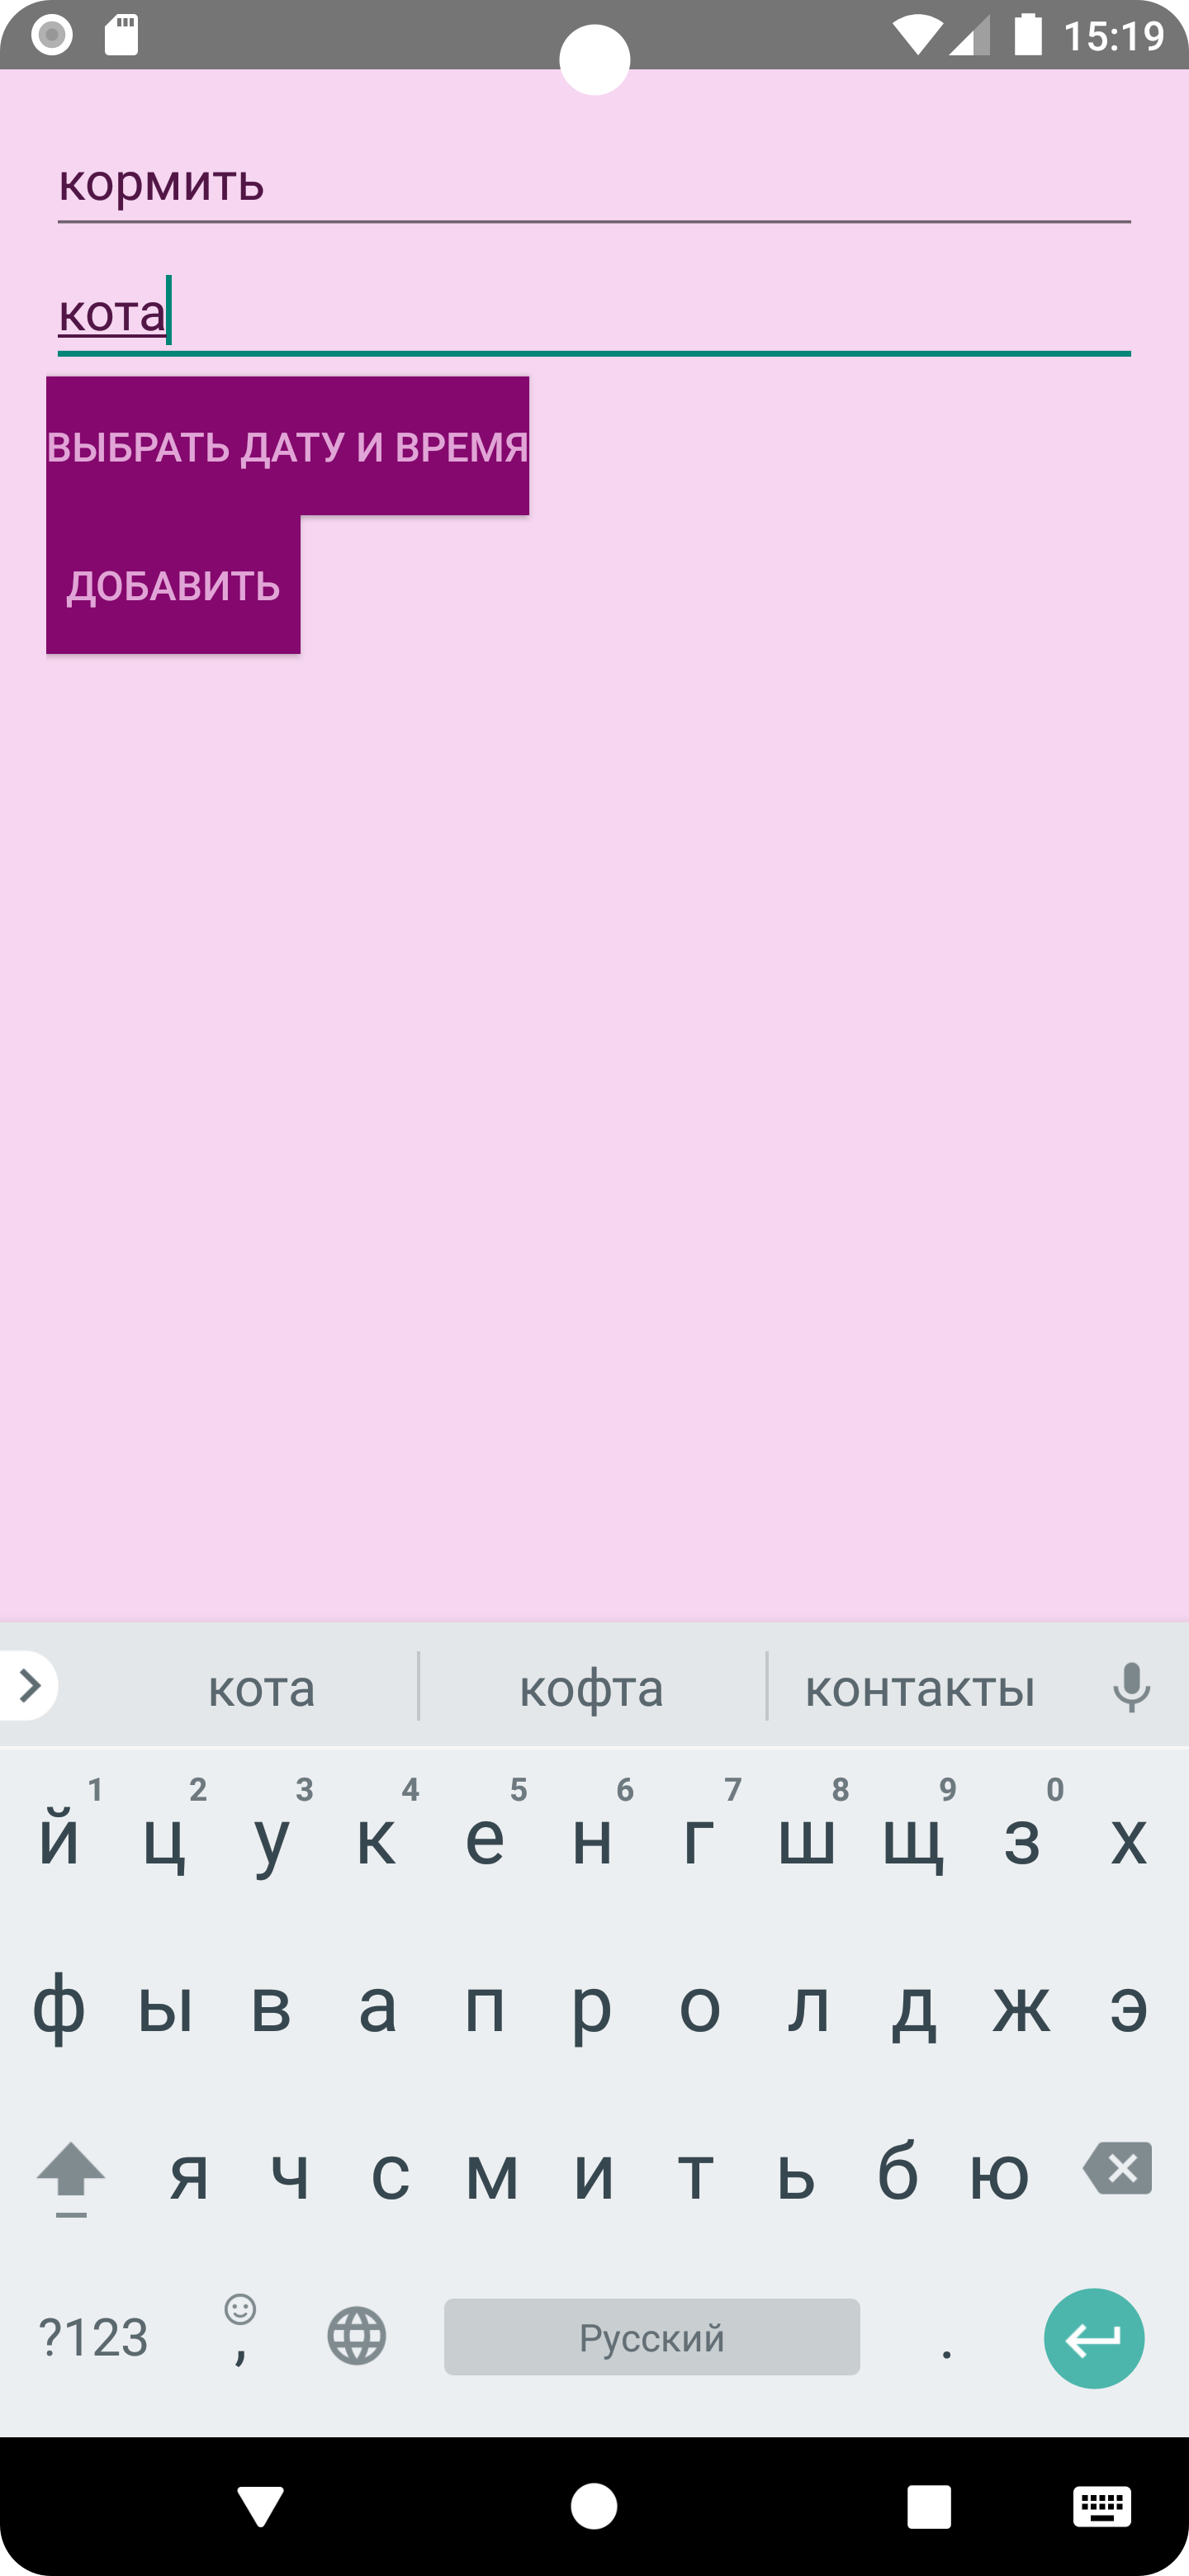 15:19
кормить
кота
ВЫБРАТЬ ДАТУ И ВРЕМЯ
ДОБАВИТЬ
кота кофта контакты
1 2 3 4 5 6 7 8 9 0
й ц у к е н г ш щ з х
ф ы в а п р о л д ж э
я ч с м и т ь б ю
?123 , Русский .